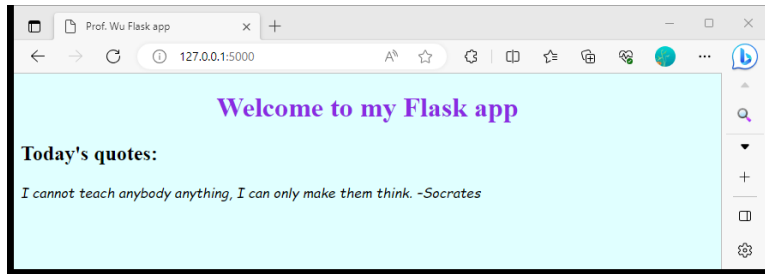 Prof. Wu Flask app
127.0.0.1:5000
Welcome to my Flask app
Today's quotes:
I cannot teach anybody anything, I can only make them think. -Socrates